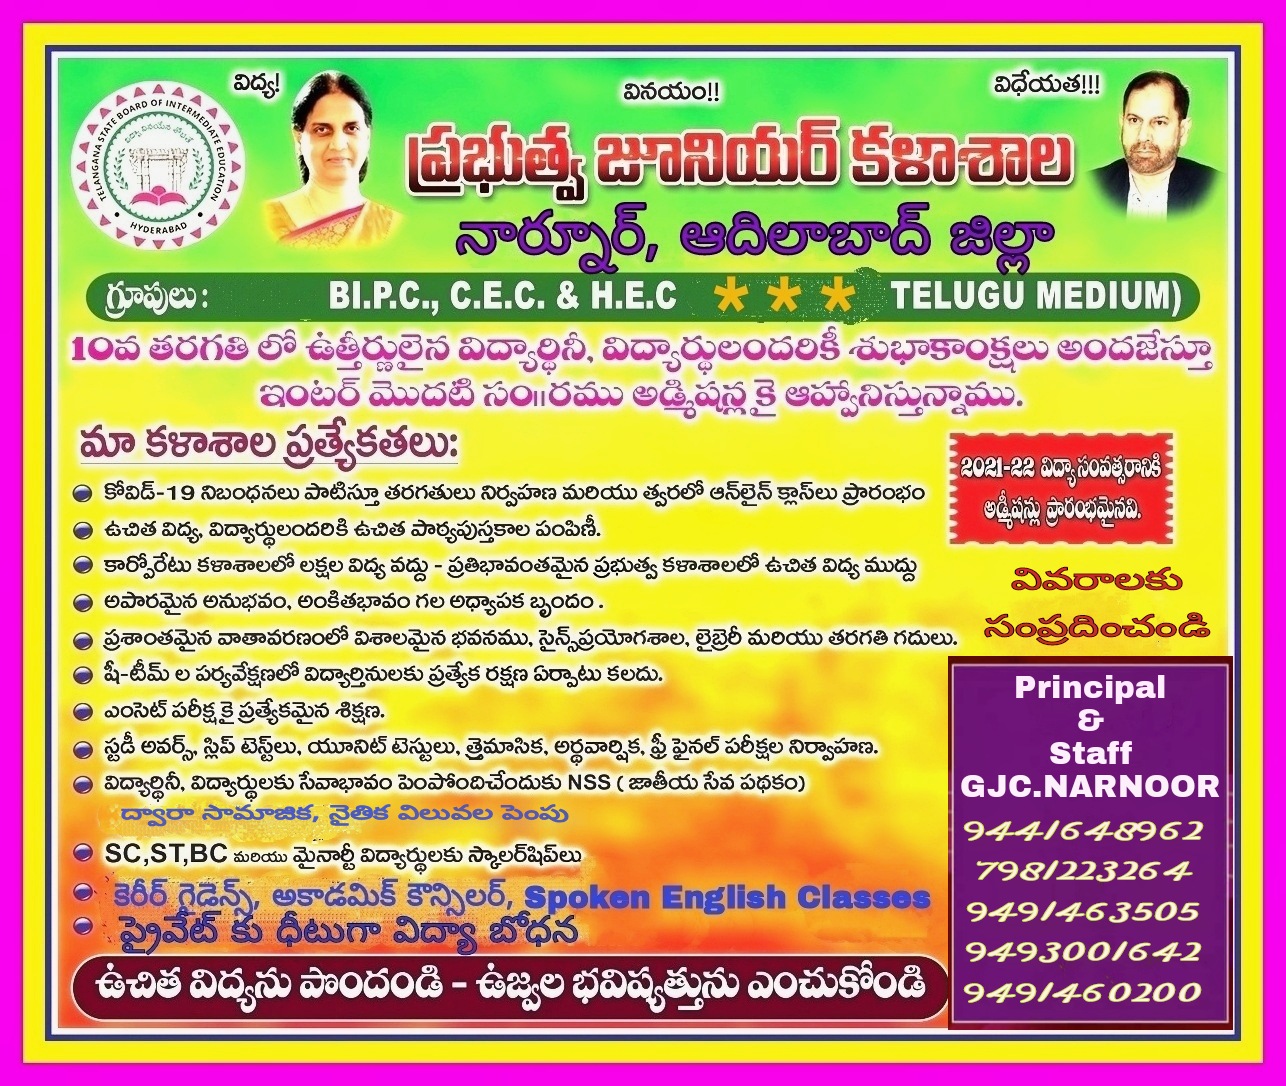 విద్య!
వినయం!!
విధేయత!!!
TELANGANA STATE BOARD OF INTERMEDIATE EDUCATION
• HYDERABAD •
ప్రభుత్వ జూనియర్ కళాశాల
నార్నూర్, ఆదిలాబాద్ జిల్లా
గ్రూపులు: BI.P.C., C.E.C. & H.E.C * * * TELUGU MEDIUM)
10వ తరగతి లో ఉత్తీర్ణులైన విద్యార్థినీ, విద్యార్థులందరికీ శుభాకాంక్షలు అందజేస్తూ
ఇంటర్ మొదటి సం॥రము అడ్మిషన్ల కై ఆహ్వానిస్తున్నాము.
మా కళాశాల ప్రత్యేకతలు:
2021-22 విద్యా సంవత్సరానికి
అడ్మీషన్లు ప్రారంభమైనవి.
కోవిడ్-19 నిబంధనలు పాటిస్తూ తరగతులు నిర్వహణ మరియు త్వరలో ఆన్‌లైన్ క్లాస్‌లు ప్రారంభం
ఉచిత విద్య, విద్యార్థులందరికి ఉచిత పాఠ్యపుస్తకాల పంపిణీ.
కార్పోరేటు కళాశాలలో లక్షల విద్య వద్దు - ప్రతిభావంతమైన ప్రభుత్వ కళాశాలలో ఉచిత విద్య ముద్దు
అపారమైన అనుభవం, అంకితభావం గల అధ్యాపక బృందం.
ప్రశాంతమైన వాతావరణంలో విశాలమైన భవనము, సైన్స్‌ప్రయోగశాల, లైబ్రెరీ మరియు తరగతి గదులు.
షీ-టీమ్ ల పర్యవేక్షణలో విద్యార్తినులకు ప్రత్యేక రక్షణ ఏర్పాటు కలదు.
ఎంసెట్ పరీక్ష కై ప్రత్యేకమైన శిక్షణ.
స్టడీ అవర్స్, స్లిప్ టెస్ట్‌లు, యూనిట్ టెస్టులు, త్రైమాసిక, అర్థవార్షిక, ఫ్రీ ఫైనల్ పరీక్షల నిర్వాహణ.
విద్యార్థినీ, విద్యార్థులకు సేవాభావం పెంపోందించేందుకు NSS ( జాతీయ సేవ పథకం)
ద్వారా సామాజిక, నైతిక విలువల పెంపు
SC,ST,BC మరియు మైనార్టీ విద్యార్థులకు స్కాలర్‌షిప్‌లు
కెరీర్ గైడెన్స్, అకాడమిక్ కౌన్సిలర్, Spoken English Classes
ప్రైవేట్ కు ధీటుగా విద్యా బోధన
ఉచిత విద్యను పొందండి - ఉజ్వల భవిష్యత్తును ఎంచుకోండి
వివరాలకు
సంప్రదించండి
Principal
&
Staff
GJC.NARNOOR
9441648962
7981223264
9491463505
9493001642
9491460200